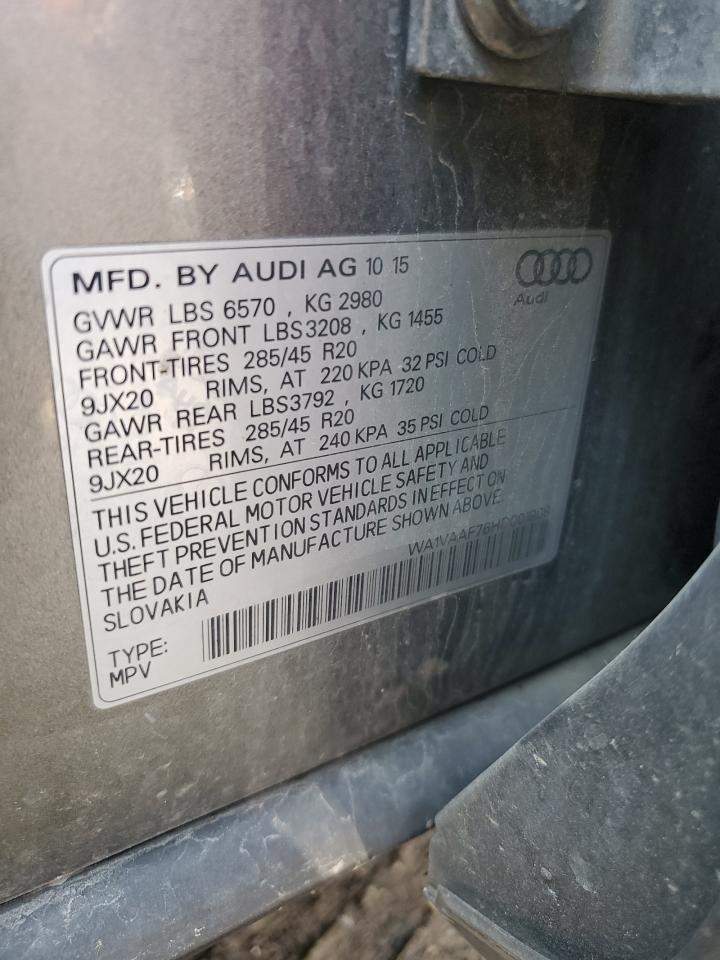 MFD. BY AUDI AG 10 15
Audi
GVWR LBS 6570 , KG 2980
GAWR FRONT LBS3208 , KG 1455
FRONT-TIRES 285/45 R20
9JX20 RIMS, AT 220 KPA 32 PSI COLD
GAWR REAR LBS3792 , KG 1720
REAR-TIRES 285/45 R20
9JX20 RIMS, AT 240 KPA 35 PSI COLD
THIS VEHICLE CONFORMS TO ALL APPLICABLE
U.S. FEDERAL MOTOR VEHICLE SAFETY AND
THEFT PREVENTION STANDARDS IN EFFECT ON
THE DATE OF MANUFACTURE SHOWN ABOVE.
SLOVAKIA
TYPE:
MPV